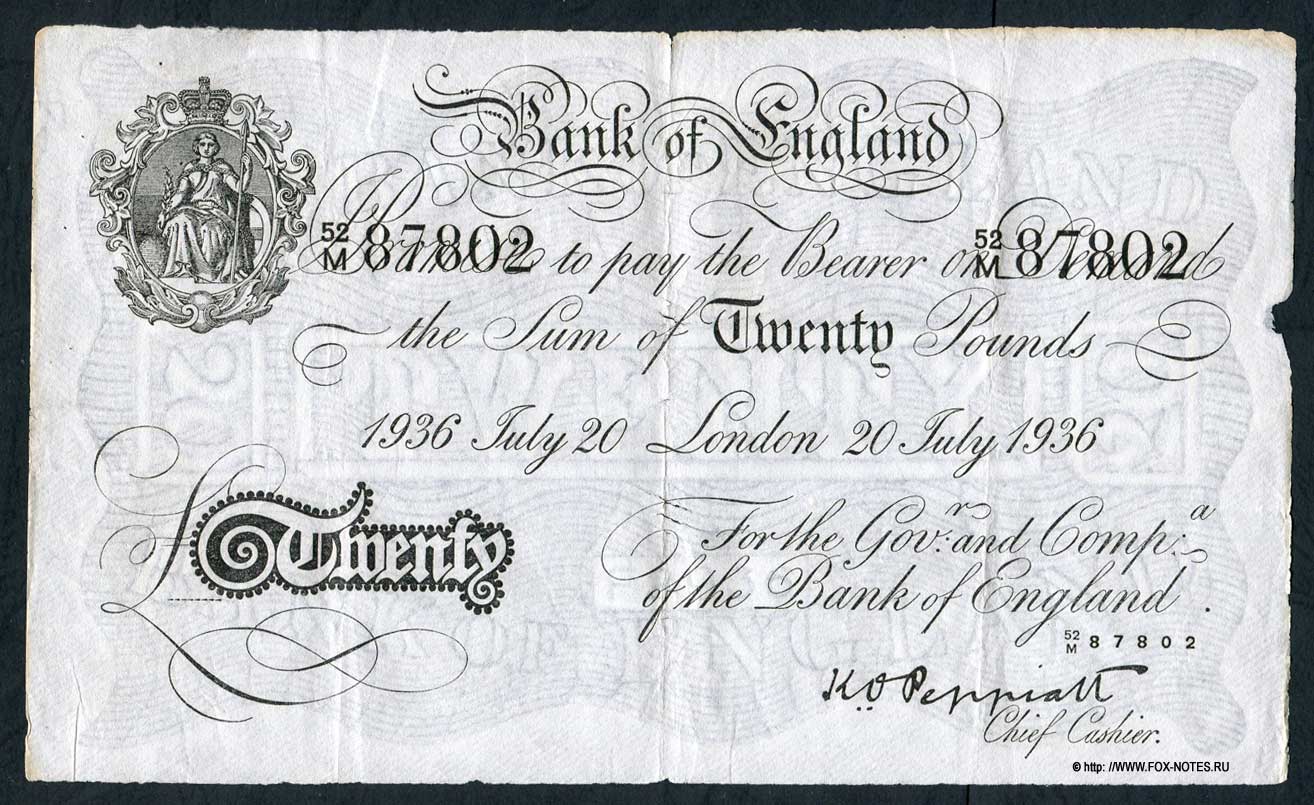 Bank of England
52/M 87802 52/M 87802
I Promise to pay the Bearer on Demand
the Sum of Twenty Pounds
1936 July 20 London 20 July 1936
For the Govr. and Compa.
£Twenty
of the Bank of England.
52/M 87802
K.O. Peppiatt
Chief Cashier.
© http: //WWW.FOX-NOTES.RU